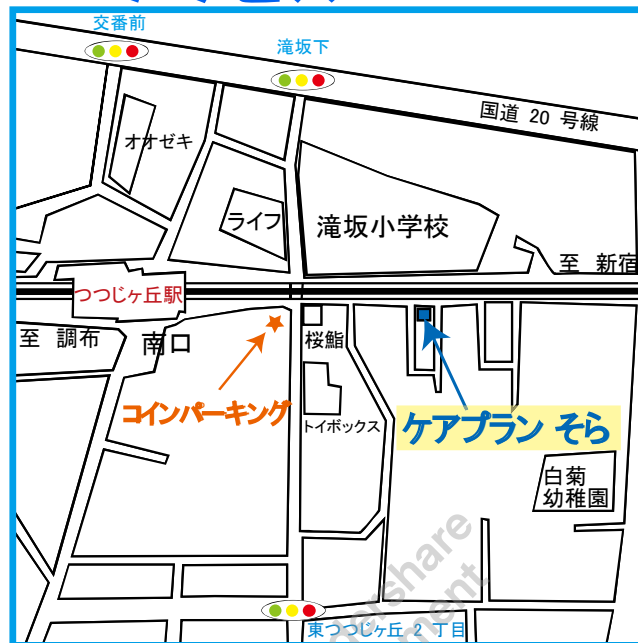 交番前
滝坂下
国道 20 号線
オオゼキ
ライフ
滝坂小学校
至 新宿
つつじヶ丘駅
至 調布
南口
桜鮨
コインパーキング
トイボックス
ケアプラン そら
白菊
幼稚園
東つつじヶ丘 2 丁目